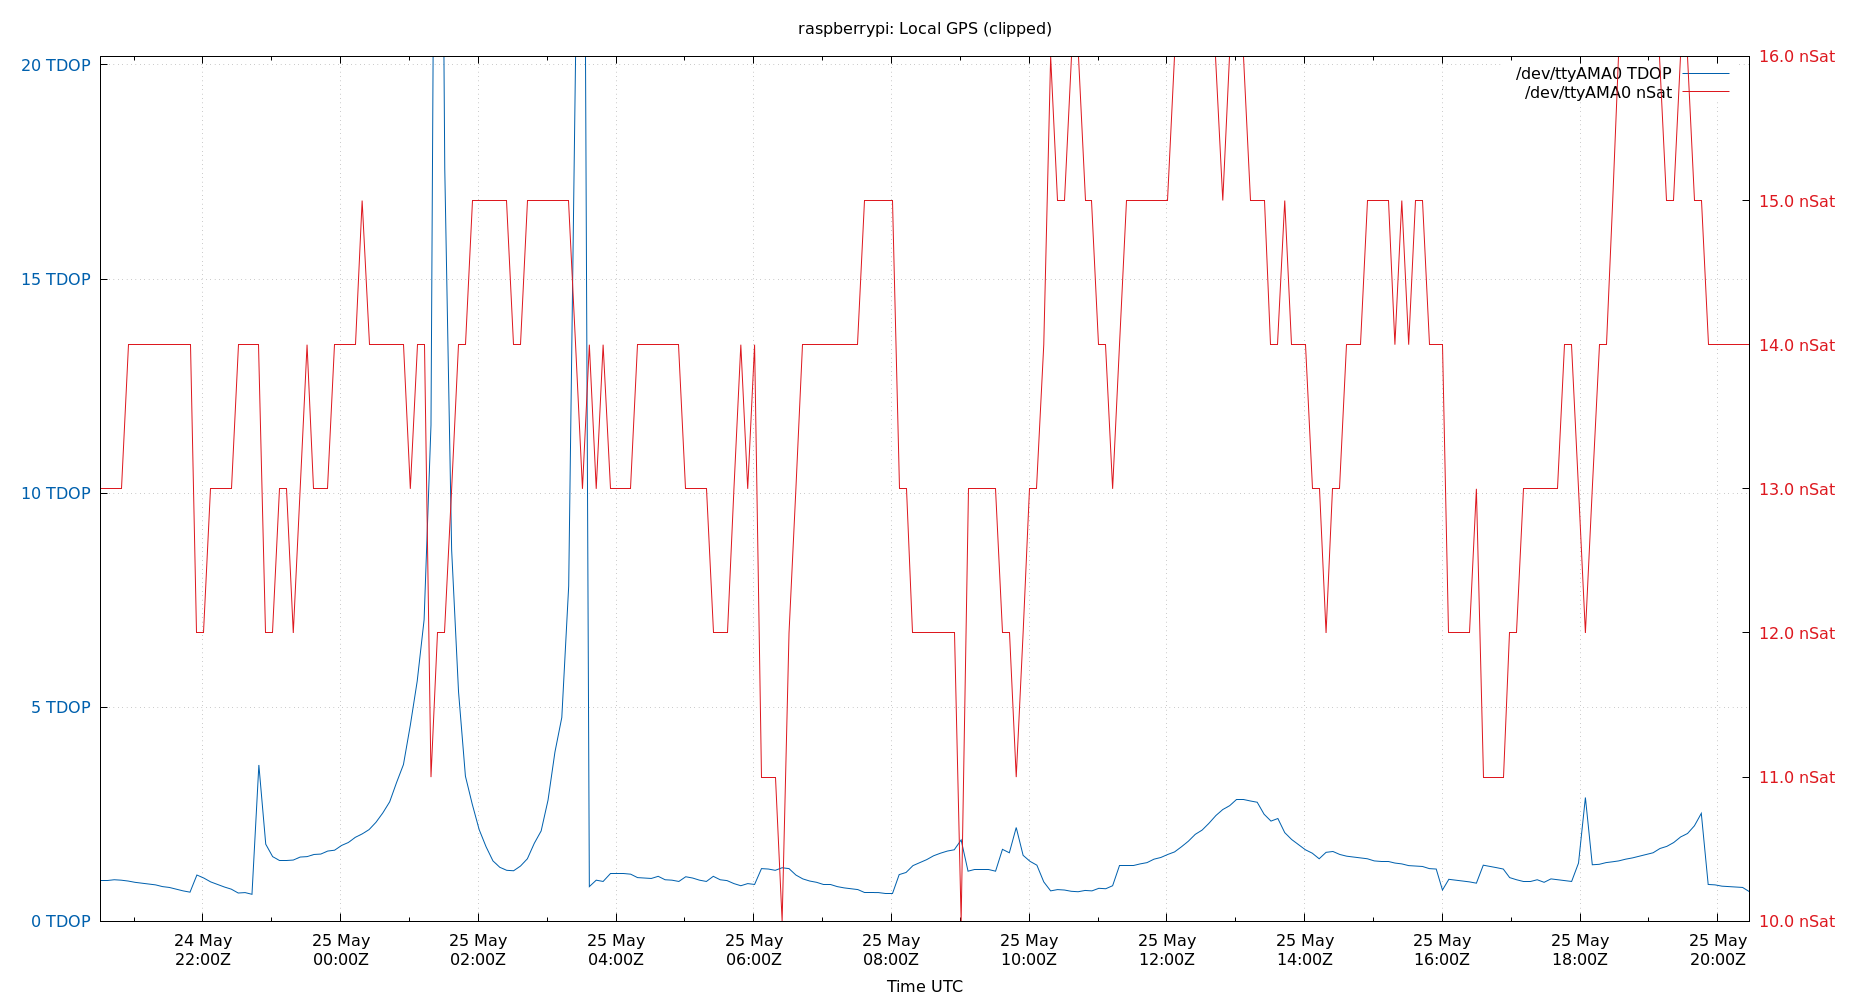 raspberrypi: Local GPS (clipped)
20 TDOP
15 TDOP
10 TDOP
5 TDOP
0 TDOP
16.0 nSat
15.0 nSat
14.0 nSat
13.0 nSat
12.0 nSat
11.0 nSat
10.0 nSat
/dev/ttyAMA0 TDOP
/dev/ttyAMA0 nSat
24 May 25 May 25 May 25 May 25 May 25 May 25 May 25 May 25 May 25 May 25 May 25 May
22:00Z 00:00Z 02:00Z 04:00Z 06:00Z 08:00Z 10:00Z 12:00Z 14:00Z 16:00Z 18:00Z 20:00Z
Time UTC